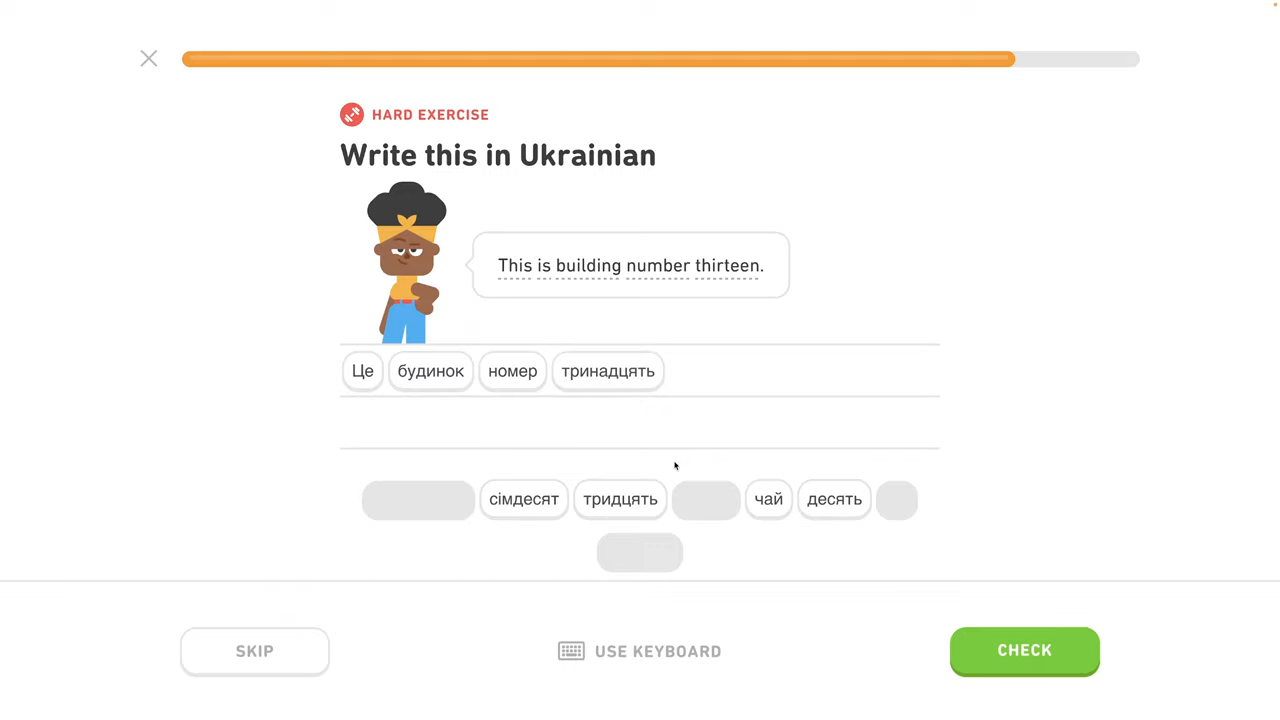 HARD EXERCISE
Write this in Ukrainian
This is building number thirteen.
Це будинок номер тринадцять
сімдесят тридцять чай десять
SKIP USE KEYBOARD CHECK